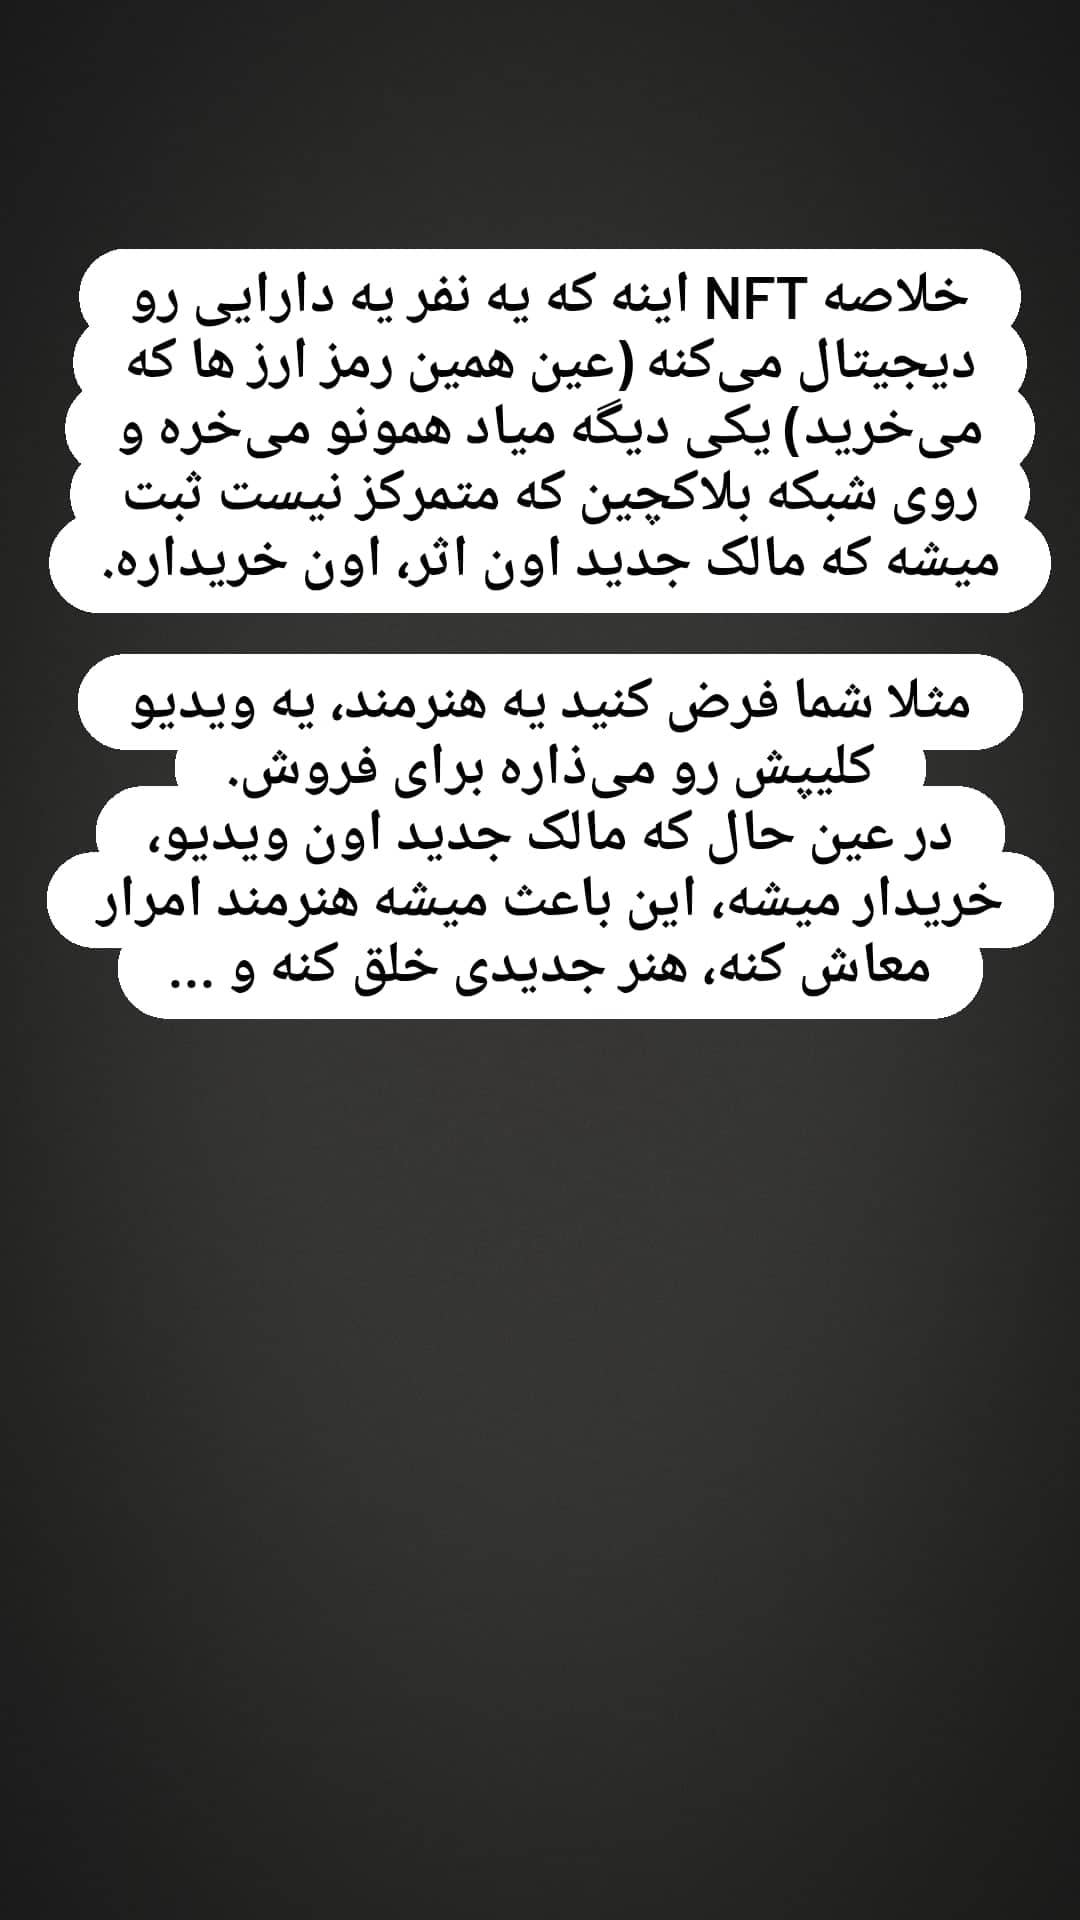 خلاصه NFT اینه که یه نفر یه دارایی رو
دیجیتال می‌کنه (عین همین رمز ارز ها که
می‌خرید) یکی دیگه میاد همونو می‌خره و
روی شبکه بلاکچین که متمرکز نیست ثبت
میشه که مالک جدید اون اثر، اون خریداره.
مثلا شما فرض کنید یه هنرمند، یه ویدیو
کلیپش رو می‌ذاره برای فروش.
در عین حال که مالک جدید اون ویدیو،
خریدار میشه، این باعث میشه هنرمند امرار
معاش کنه، هنر جدیدی خلق کنه و ...